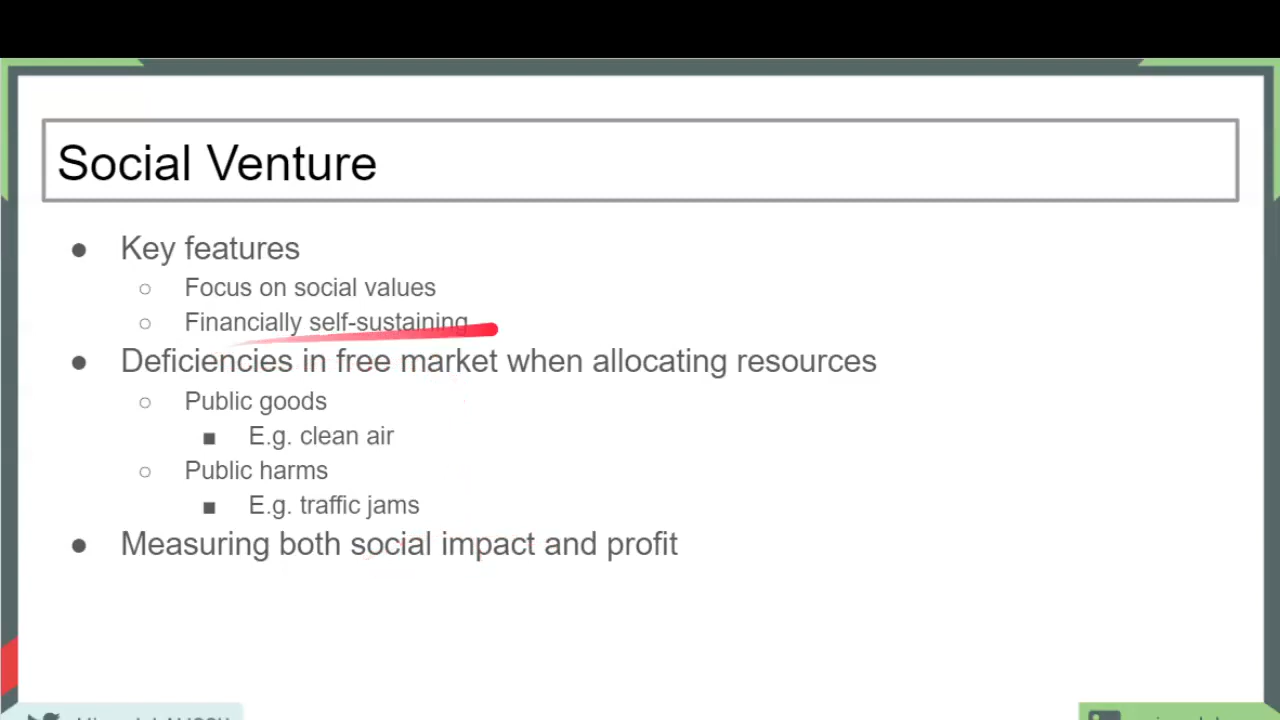 Social Venture
● Key features
○ Focus on social values
○ Financially self-sustaining
● Deficiencies in free market when allocating resources
○ Public goods
■ E.g. clean air
○ Public harms
■ E.g. traffic jams
● Measuring both social impact and profit